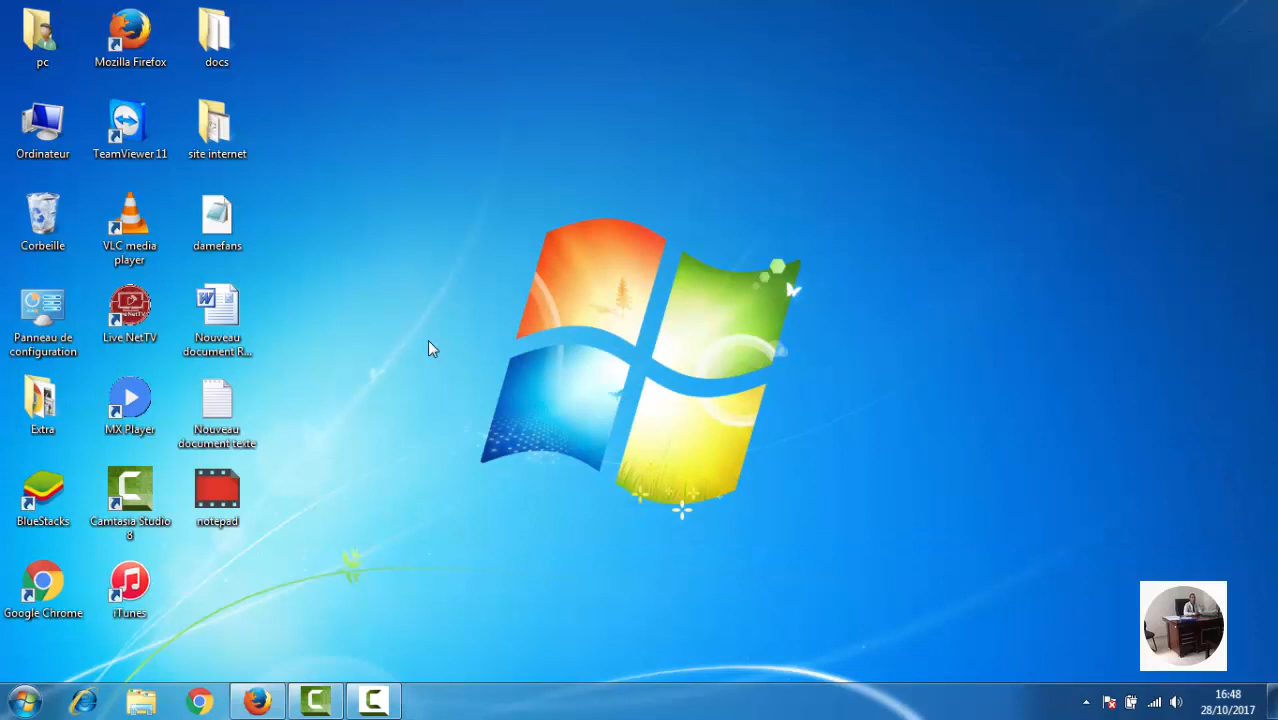 pc
Mozilla Firefox
docs
Ordinateur
TeamViewer 11
site internet
Corbeille
VLC media
player
damefans
Panneau de
configuration
Live NetTV
Nouveau
document R...
Extra
MX Player
Nouveau
document texte
BlueStacks
Camtasia Studio
8
notepad
Google Chrome
iTunes
16:48
28/10/2017